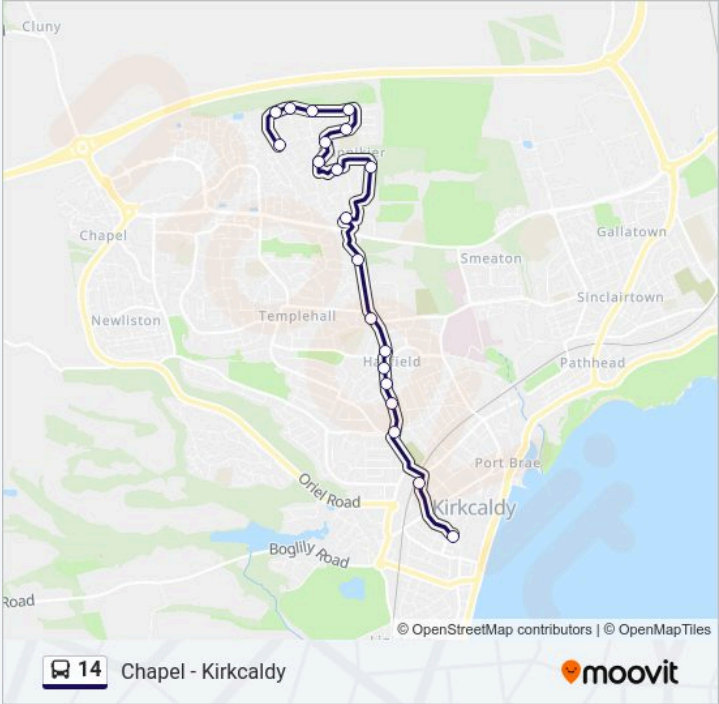 Cluny
Chapel
Gallatown
Smeaton
Sinclairtown
Templehall
Newliston
Pathhead
Port Brae
Oriel Road
Kirkcaldy
Boglily Road
Road
© OpenStreetMap contributors | © OpenMapTiles
14 Chapel - Kirkcaldy
moovit